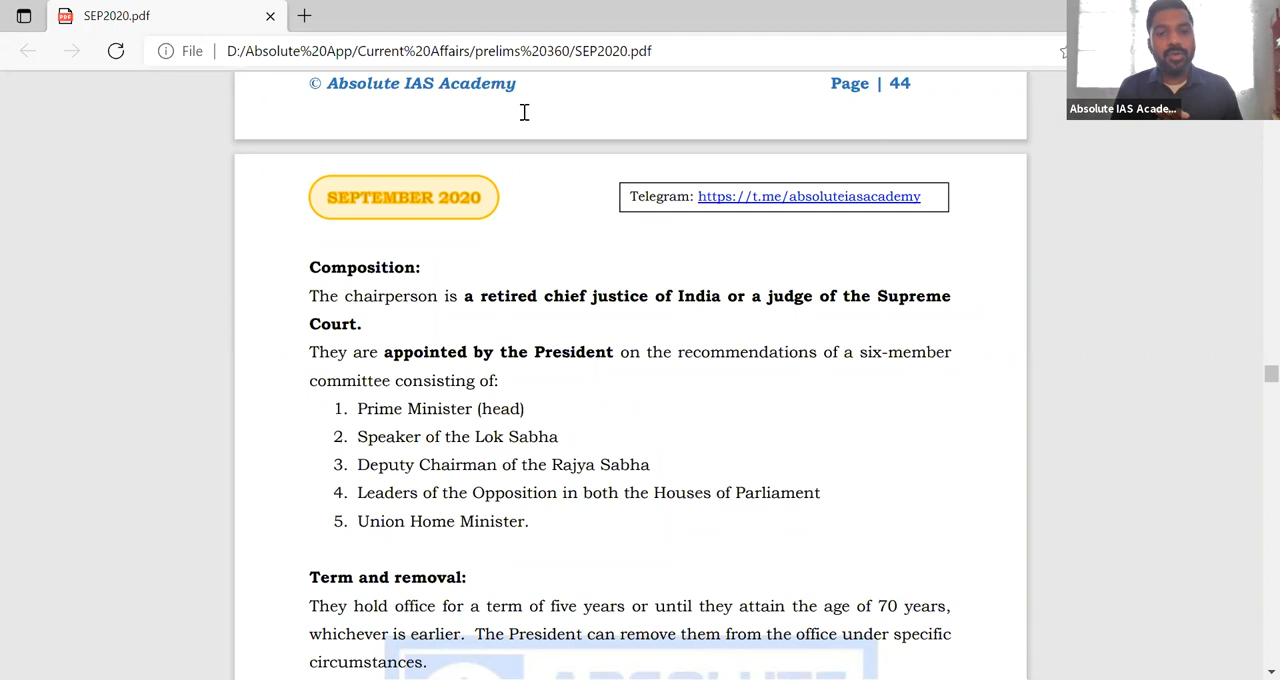 SEP2020.pdf
File
D:/Absolute%20App/Current%20Affairs/prelims%20360/SEP2020.pdf
Absolute IAS Acade...
© Absolute IAS Academy Page | 44
SEPTEMBER 2020
Telegram: https://t.me/absoluteiasacademy
Composition:
The chairperson is a retired chief justice of India or a judge of the Supreme
Court.
They are appointed by the President on the recommendations of a six-member
committee consisting of:
1. Prime Minister (head)
2. Speaker of the Lok Sabha
3. Deputy Chairman of the Rajya Sabha
4. Leaders of the Opposition in both the Houses of Parliament
5. Union Home Minister.
Term and removal:
They hold office for a term of five years or until they attain the age of 70 years,
whichever is earlier. The President can remove them from the office under specific
circumstances.
ABSOLUTE